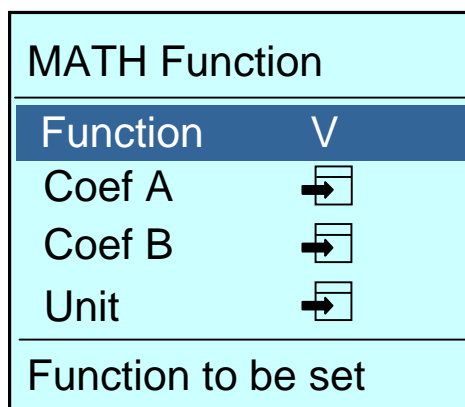 MATH Function
Function V
Coef A
Coef B
Unit
Function to be set